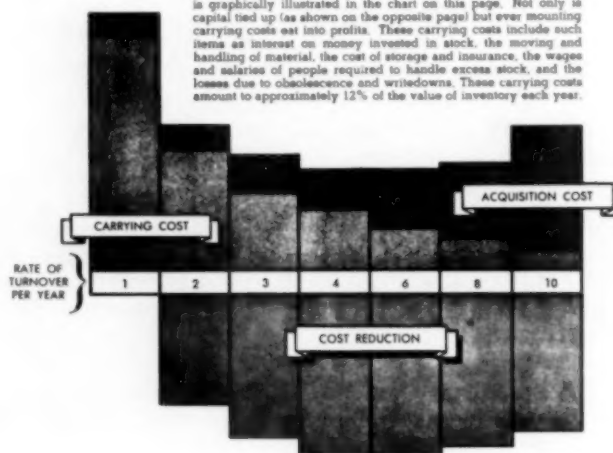 is graphically illustrated in the chart on this page. Not only is
capital tied up (as shown on the opposite page) but ever mounting
carrying costs eat into profits. These carrying costs include such
items as interest on money invested in stock, the moving and
handling of material, the cost of storage and insurance, the wages
and salaries of people required to handle excess stock, and the
losses due to obsolescence and writedowns. These carrying costs
amount to approximately 12% of the value of inventory each year.
ACQUISITION COST
CARRYING COST
RATE OF
TURNOVER
PER YEAR
1 2 3 4 6 8 10
COST REDUCTION